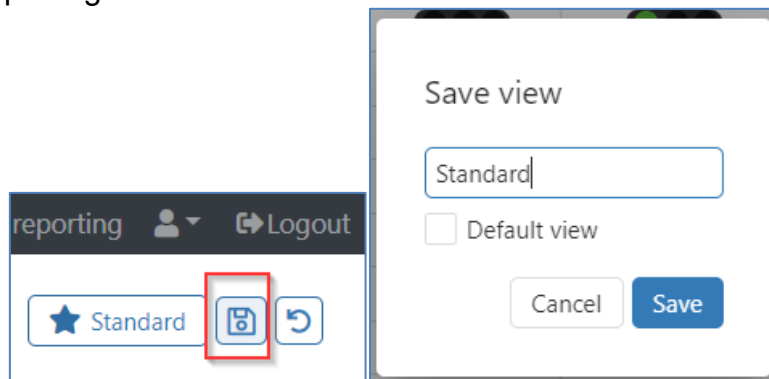 Save view
Standard
Default view
Cancel Save
reporting Logout
Standard